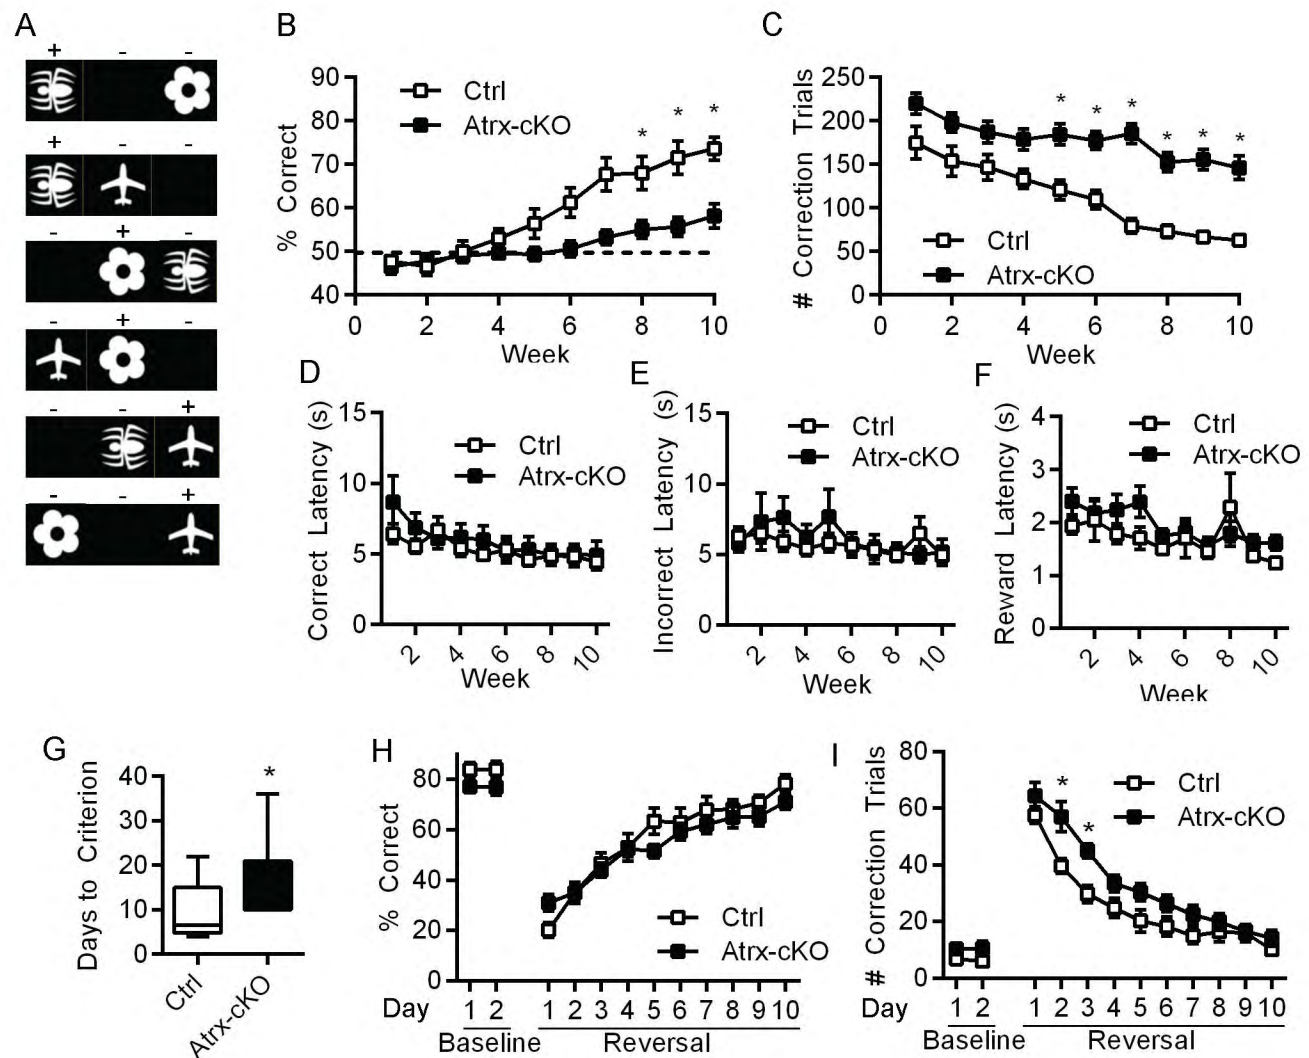 A
+ - -
+ - -
- + -
- + -
- - +
- - +
B
% Correct
90
80
70
60
50
40
Ctrl
Atrx-cKO
* * *
0 2 4 6 8 10
Week
C
# Correction Trials
250
200
150
100
50
0
* * * * * *
Ctrl
Atrx-cKO
0 2 4 6 8 10
Week
D
Correct Latency (s)
15
10
5
0
Ctrl
Atrx-cKO
2 4 6 8 10
Week
E
Incorrect Latency (s)
15
10
5
0
Ctrl
Atrx-cKO
2 4 6 8 10
Week
F
Reward Latency (s)
4
3
2
1
0
Ctrl
Atrx-cKO
2 4 6 8 10
Week
G
Days to Criterion
40
30
20
10
0
*
Ctrl
Atrx-cKO
H
% Correct
80
60
40
20
0
Ctrl
Atrx-cKO
Day 1 2 1 2 3 4 5 6 7 8 9 10
Baseline Reversal
I
# Correction Trials
80
60
40
20
0
* *
Ctrl
Atrx-cKO
Day 1 2 1 2 3 4 5 6 7 8 9 10
Baseline Reversal